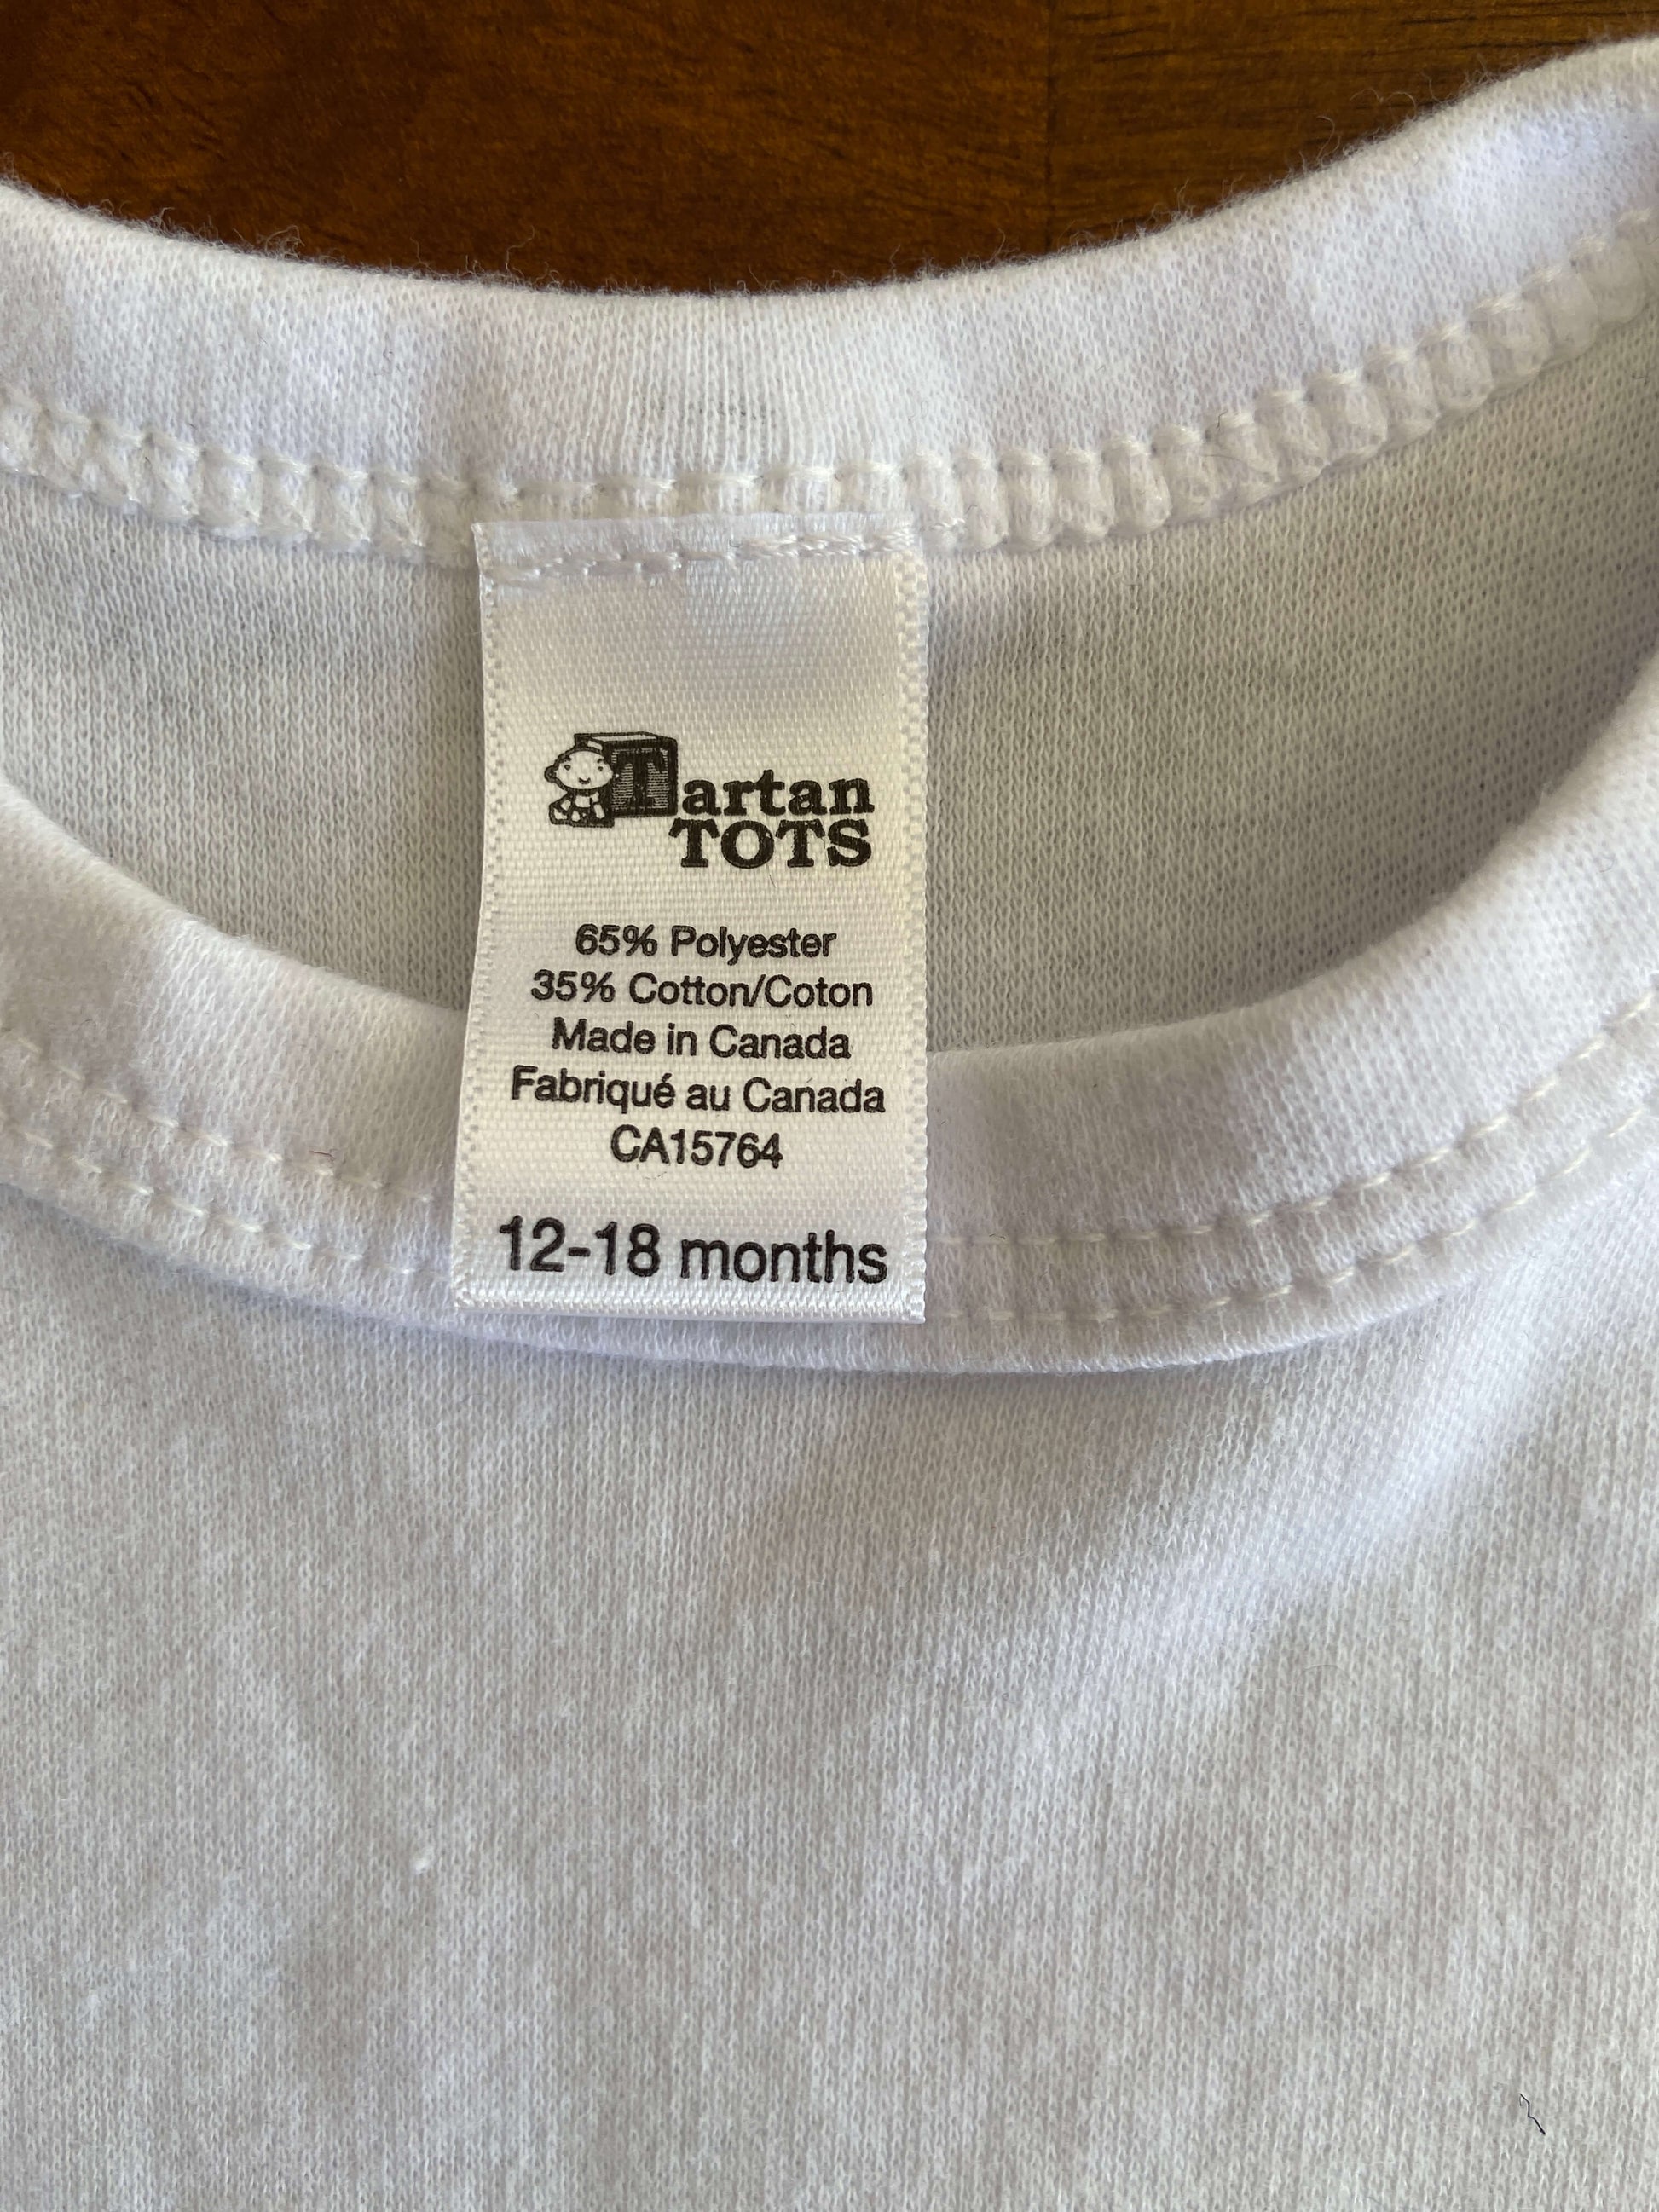 Tartan
TOTS
65% Polyester
35% Cotton/Coton
Made in Canada
Fabriqué au Canada
CA15764
12-18 months